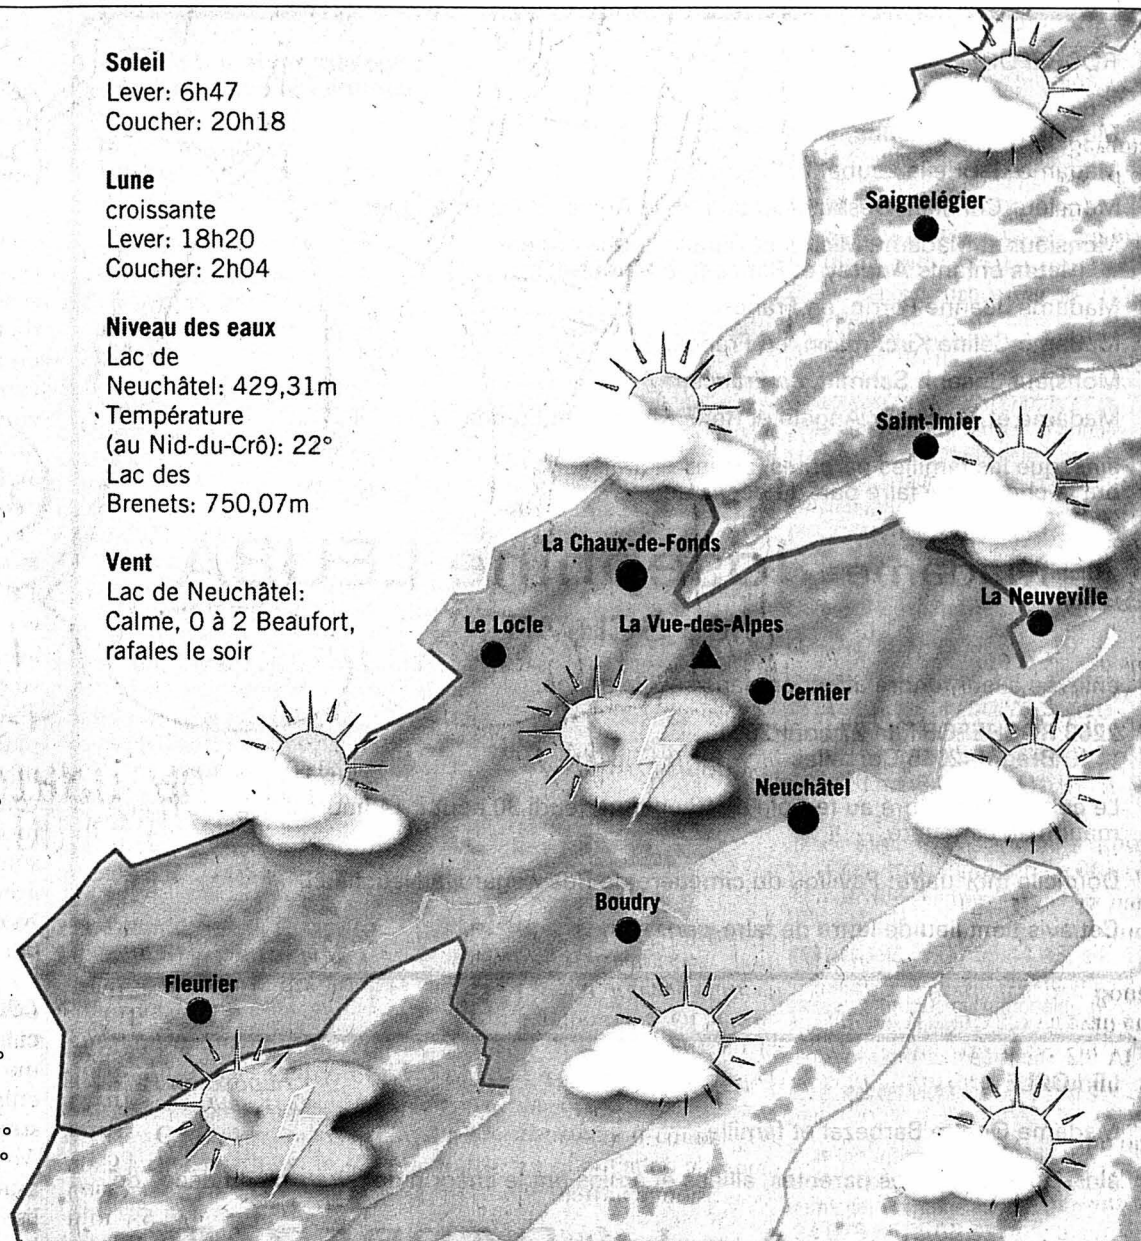 Soleil
Lever: 6h47
Coucher: 20h18
Lune
croissante
Lever: 18h20
Coucher: 2h04
Niveau des eaux
Lac de
Neuchâtel: 429,31m
Température
(au Nid-du-Crô): 22°
Lac des
Brenets: 750,07m
Vent
Lac de Neuchâtel:
Calme, 0 à 2 Beaufort,
rafales le soir
Saignelégier
Saint-Imier
La Chaux-de-Fonds
La Neuveville
Le Locle
La Vue-des-Alpes
Cernier
Neuchâtel
Boudry
Fleurier